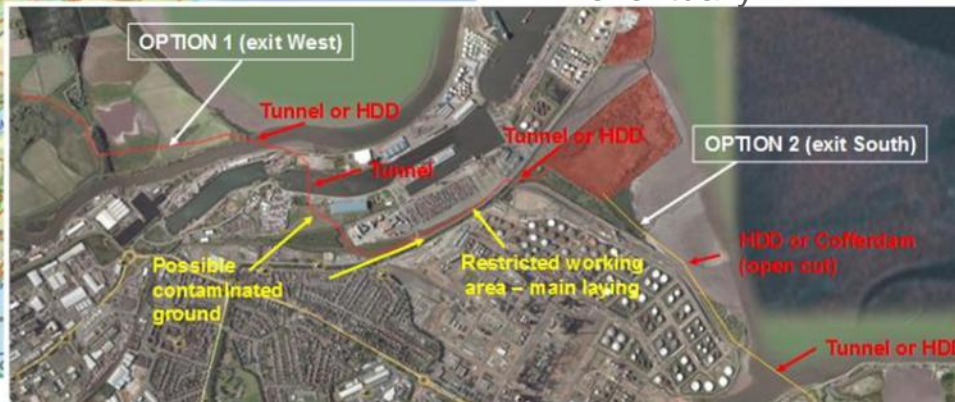 OPTION 1 (exit West)
Tunnel or HDD
Tunnel or HDD
Tunnel
OPTION 2 (exit South)
HDD or Cofferdam
(open cut)
Possible
contaminated
ground
Restricted working
area – main laying
Tunnel or HDD